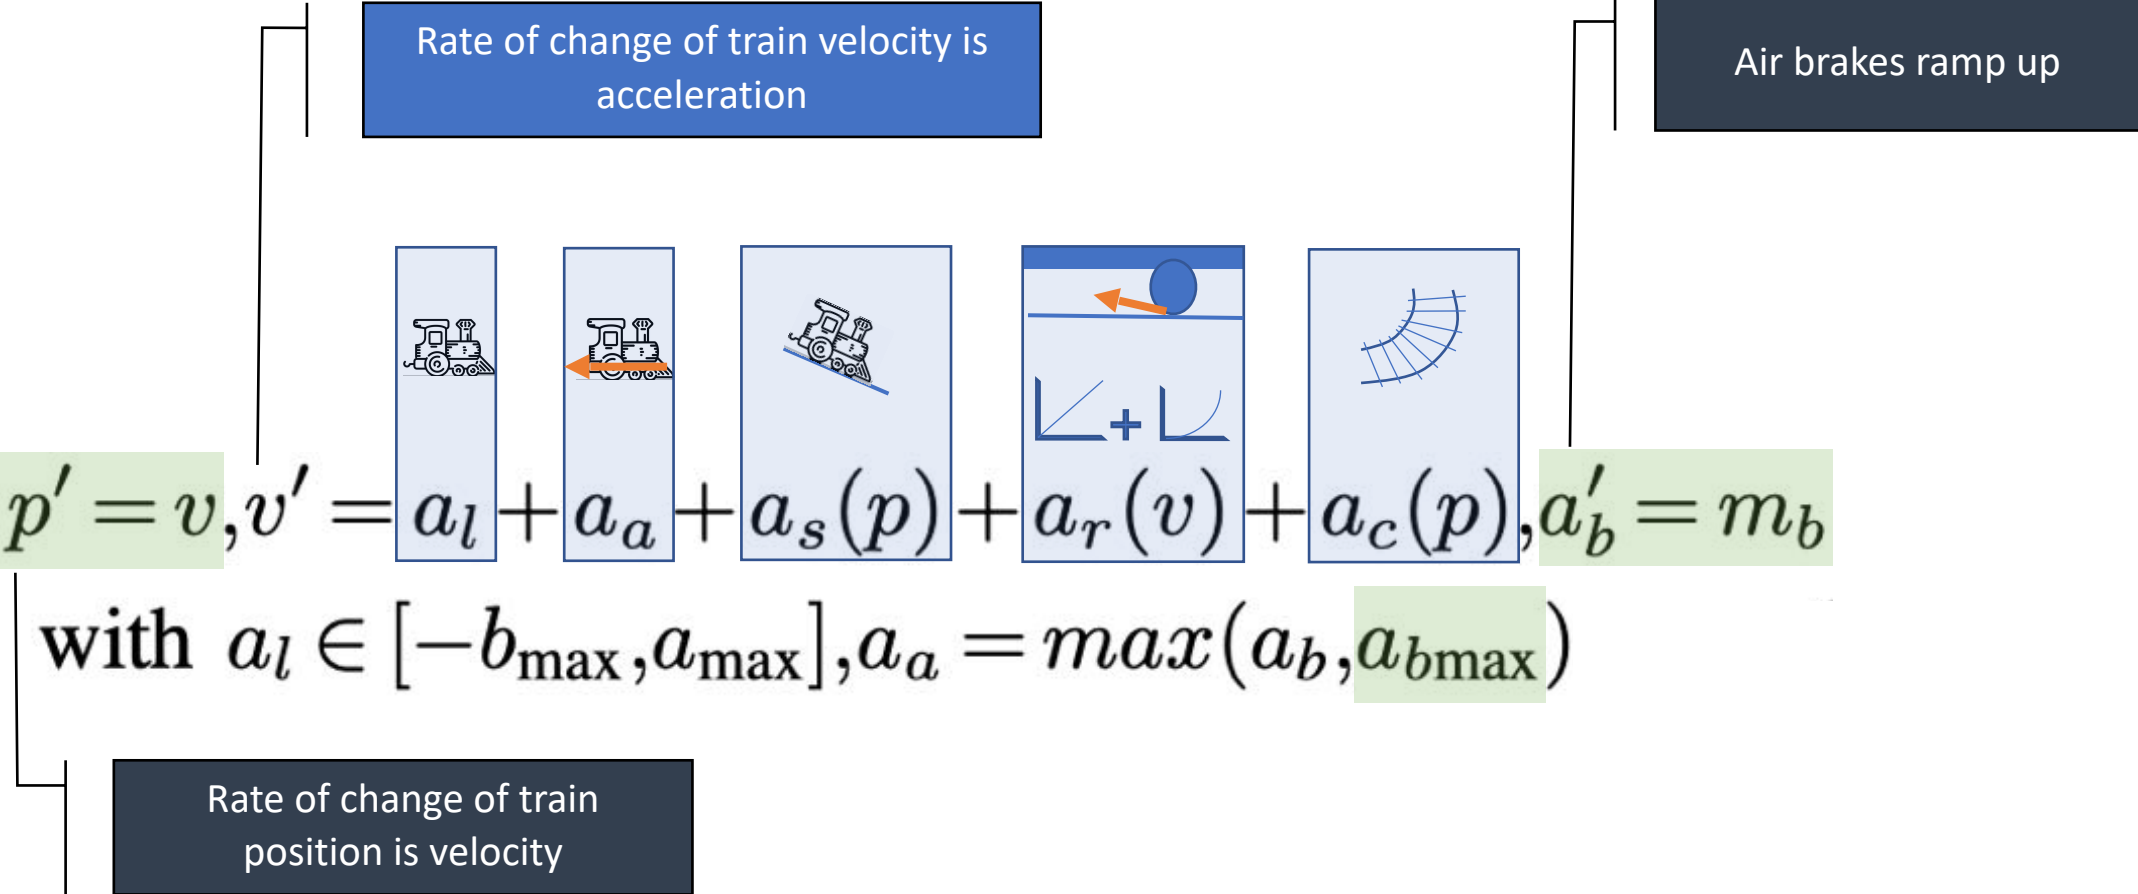 Rate of change of train velocity is
acceleration
Air brakes ramp up
p′ = v, v′ = a_l + a_a + a_s(p) + a_r(v) + a_c(p), a′_b = m_b
with a_l ∈ [−b_max, a_max], a_a = max(a_b, a_bmax)
Rate of change of train
position is velocity